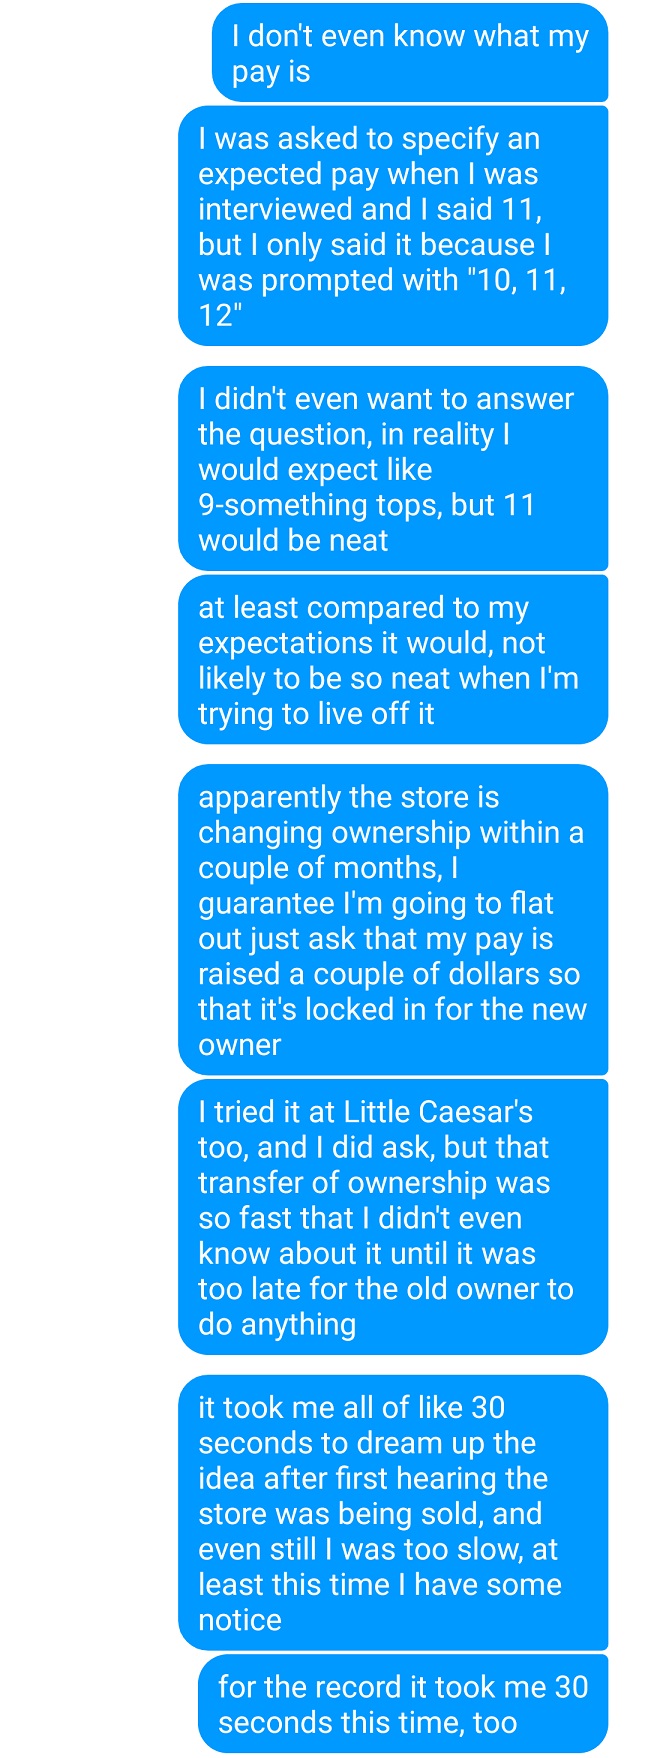 I don't even know what my
pay is
I was asked to specify an
expected pay when I was
interviewed and I said 11,
but I only said it because I
was prompted with "10, 11,
12"
I didn't even want to answer
the question, in reality I
would expect like
9-something tops, but 11
would be neat
at least compared to my
expectations it would, not
likely to be so neat when I'm
trying to live off it
apparently the store is
changing ownership within a
couple of months, I
guarantee I'm going to flat
out just ask that my pay is
raised a couple of dollars so
that it's locked in for the new
owner
I tried it at Little Caesar's
too, and I did ask, but that
transfer of ownership was
so fast that I didn't even
know about it until it was
too late for the old owner to
do anything
it took me all of like 30
seconds to dream up the
idea after first hearing the
store was being sold, and
even still I was too slow, at
least this time I have some
notice
for the record it took me 30
seconds this time, too